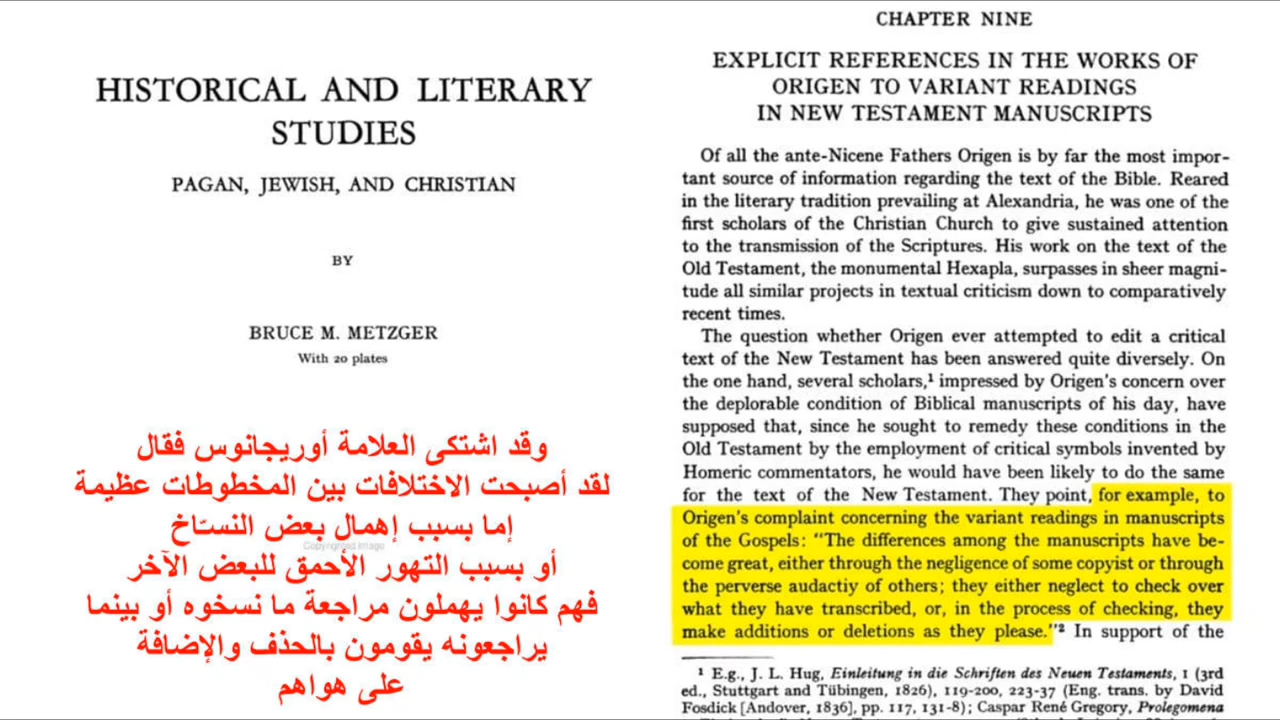 HISTORICAL AND LITERARY
STUDIES
PAGAN, JEWISH, AND CHRISTIAN
BY
BRUCE M. METZGER
With 20 plates
وقد اشتكى العلامة أوريجانوس فقال
لقد أصبحت الاختلافات بين المخطوطات عظيمة
إما بسبب إهمال بعض النسّاخ
Copyrighted image
أو بسبب التهور الأحمق للبعض الآخر
فهم كانوا يهملون مراجعة ما نسخوه أو بينما
يراجعونه يقومون بالحذف والإضافة
على هواهم
CHAPTER NINE
EXPLICIT REFERENCES IN THE WORKS OF
ORIGEN TO VARIANT READINGS
IN NEW TESTAMENT MANUSCRIPTS
Of all the ante-Nicene Fathers Origen is by far the most impor-
tant source of information regarding the text of the Bible. Reared
in the literary tradition prevailing at Alexandria, he was one of the
first scholars of the Christian Church to give sustained attention
to the transmission of the Scriptures. His work on the text of the
Old Testament, the monumental Hexapla, surpasses in sheer magni-
tude all similar projects in textual criticism down to comparatively
recent times.
The question whether Origen ever attempted to edit a critical
text of the New Testament has been answered quite diversely. On
the one hand, several scholars,¹ impressed by Origen's concern over
the deplorable condition of Biblical manuscripts of his day, have
supposed that, since he sought to remedy these conditions in the
Old Testament by the employment of critical symbols invented by
Homeric commentators, he would have been likely to do the same
for the text of the New Testament. They point, for example, to
Origen's complaint concerning the variant readings in manuscripts
of the Gospels: "The differences among the manuscripts have be-
come great, either through the negligence of some copyist or through
the perverse audactiy of others; they either neglect to check over
what they have transcribed, or, in the process of checking, they
make additions or deletions as they please."² In support of the
¹ E.g., J. L. Hug, Einleitung in die Schriften des Neuen Testaments, I (3rd
ed., Stuttgart and Tübingen, 1826), 119-200, 223-37 (Eng. trans. by David
Fosdick [Andover, 1836], pp. 117, 131-8); Caspar René Gregory, Prolegomena